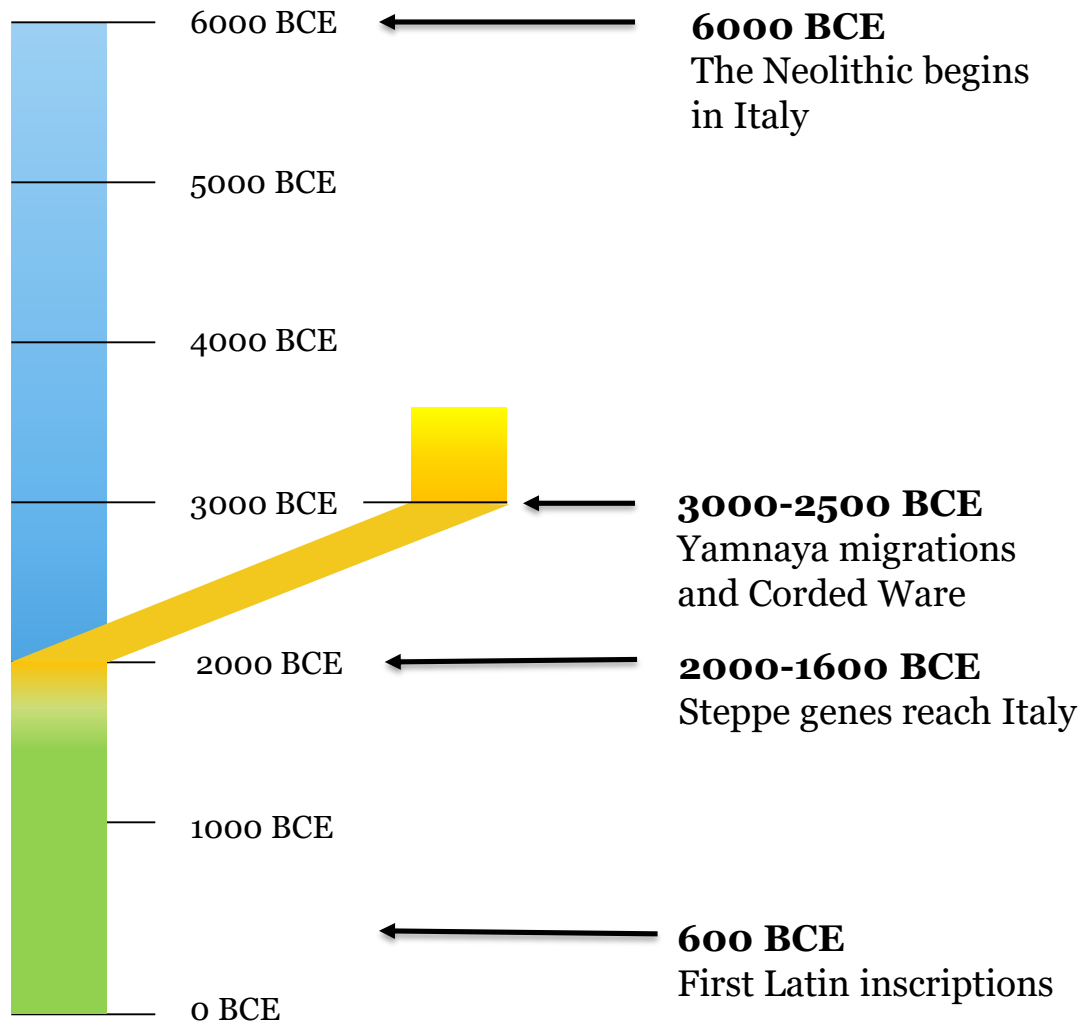 6000 BCE
6000 BCE
The Neolithic begins
in Italy
5000 BCE
4000 BCE
3000 BCE
3000-2500 BCE
Yamnaya migrations
and Corded Ware
2000 BCE
2000-1600 BCE
Steppe genes reach Italy
1000 BCE
600 BCE
First Latin inscriptions
0 BCE